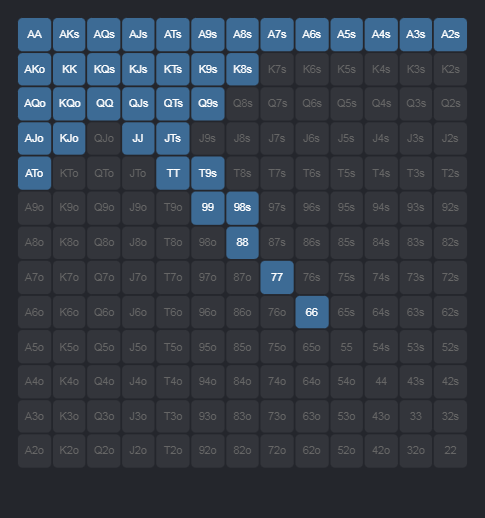 AA AKs AQs AJs ATs A9s A8s A7s A6s A5s A4s A3s A2s
AKo KK KQs KJs KTs K9s K8s K7s K6s K5s K4s K3s K2s
AQo KQo QQ QJs QTs Q9s Q8s Q7s Q6s Q5s Q4s Q3s Q2s
AJo KJo QJo JJ JTs J9s J8s J7s J6s J5s J4s J3s J2s
ATo KTo QTo JTo TT T9s T8s T7s T6s T5s T4s T3s T2s
A9o K9o Q9o J9o T9o 99 98s 97s 96s 95s 94s 93s 92s
A8o K8o Q8o J8o T8o 98o 88 87s 86s 85s 84s 83s 82s
A7o K7o Q7o J7o T7o 97o 87o 77 76s 75s 74s 73s 72s
A6o K6o Q6o J6o T6o 96o 86o 76o 66 65s 64s 63s 62s
A5o K5o Q5o J5o T5o 95o 85o 75o 65o 55 54s 53s 52s
A4o K4o Q4o J4o T4o 94o 84o 74o 64o 54o 44 43s 42s
A3o K3o Q3o J3o T3o 93o 83o 73o 63o 53o 43o 33 32s
A2o K2o Q2o J2o T2o 92o 82o 72o 62o 52o 42o 32o 22